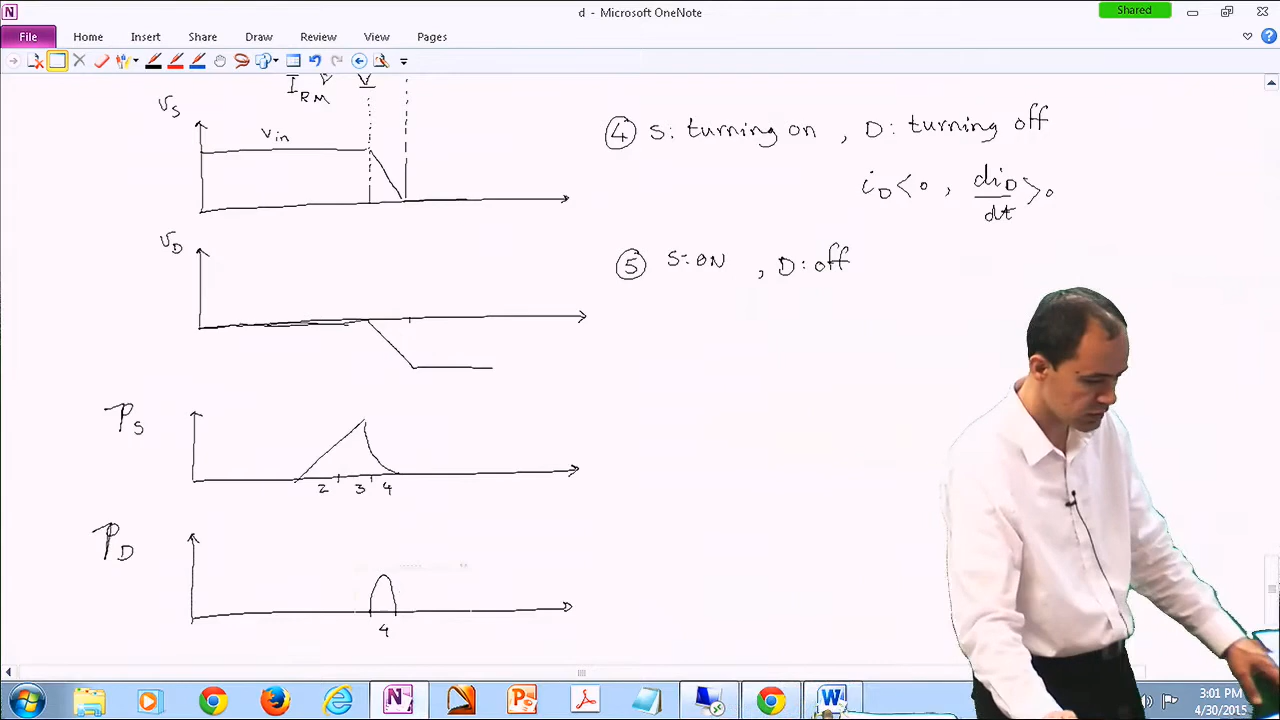 d - Microsoft OneNote
Shared
File Home Insert Share Draw Review View Pages
I_RM
v_S
Vin
v_D
P_S
2 3 4
P_D
4
④ S: turning on , D: turning off
i_D < 0 , di_D/dt > 0
⑤ S: ON , D: off
3:01 PM
4/30/2015